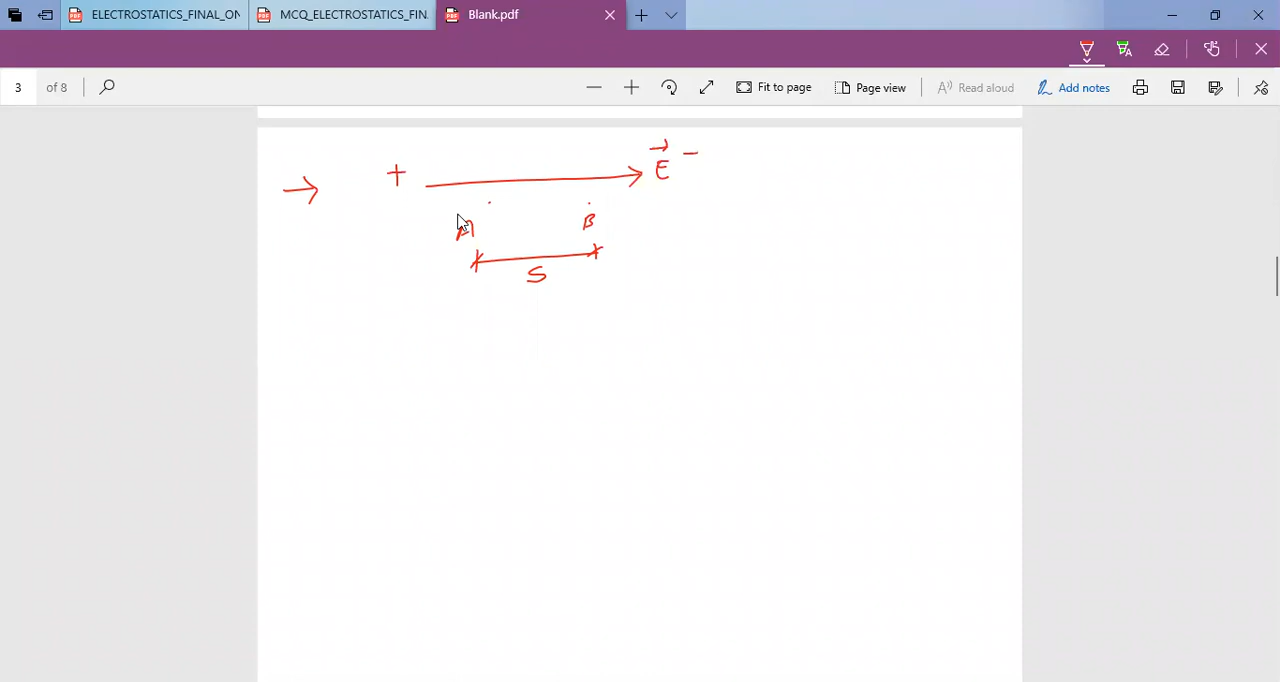 ELECTROSTATICS_FINAL_ON
MCQ_ELECTROSTATICS_FIN.
Blank.pdf
3 of 8
Fit to page
Page view
Read aloud
Add notes
→ + → E⃗ −
A B
S